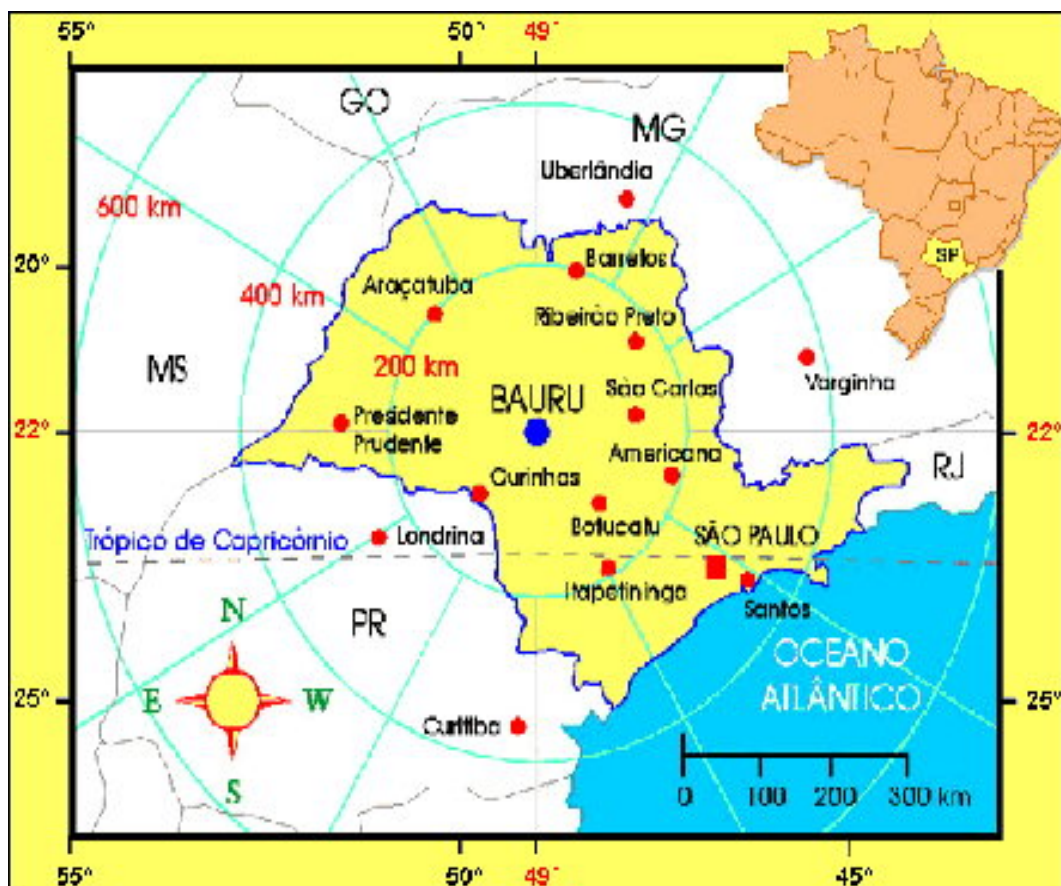 55°
50°
49°
GO
MG
Uberlândia
600 km
SP
20°
Barretos
Araçatuba
400 km
Ribeirão Preto
200 km
MS
Varginha
São Carlos
BAURU
Presidente
Prudente
22°
22°
Americana
RJ
Ourinhos
Botucatu
Londrina
SÃO PAULO
Trópico de Capricórnio
Itapetininga
Santos
N
PR
OCEANO
ATLÂNTICO
25°
E
W
25°
Curitiba
S
0
100
200
300 km
55°
50°
49°
45°